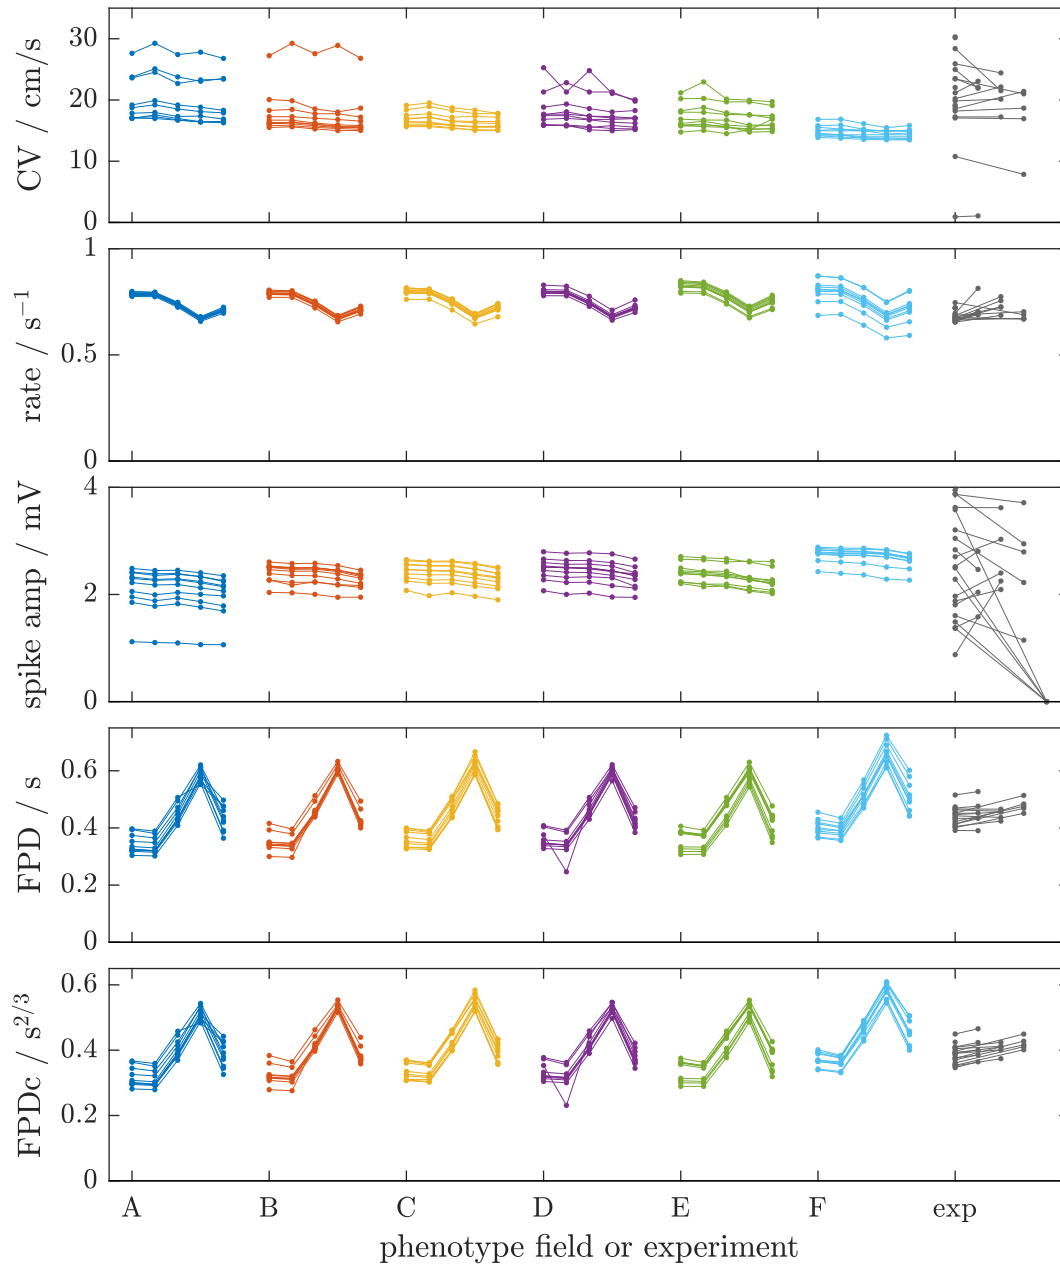 CV / cm/s
30
20
10
0
rate / s⁻¹
1
0.5
0
spike amp / mV
4
2
0
FPD / s
0.6
0.4
0.2
0
FPDc / s^{2/3}
0.6
0.4
0.2
0
A B C D E F exp
phenotype field or experiment